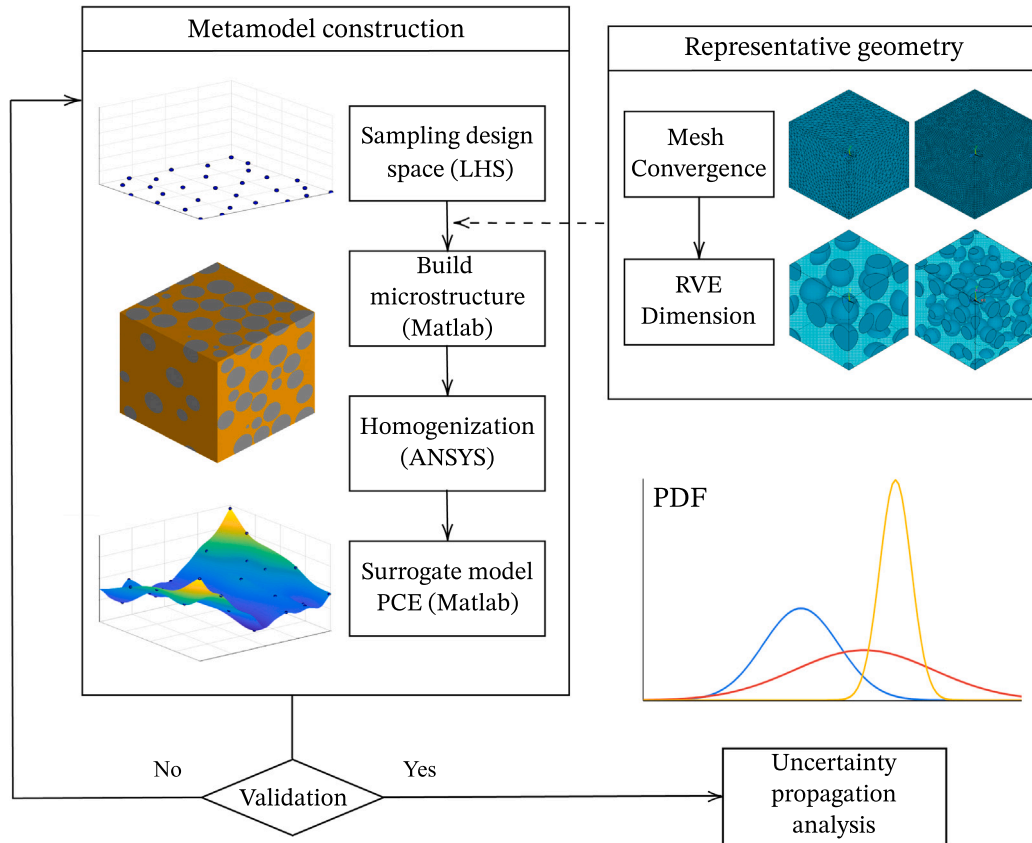 Metamodel construction
Sampling design
space (LHS)
Build
microstructure
(Matlab)
Homogenization
(ANSYS)
Surrogate model
PCE (Matlab)
Representative geometry
Mesh
Convergence
RVE
Dimension
PDF
No
Validation
Yes
Uncertainty
propagation
analysis